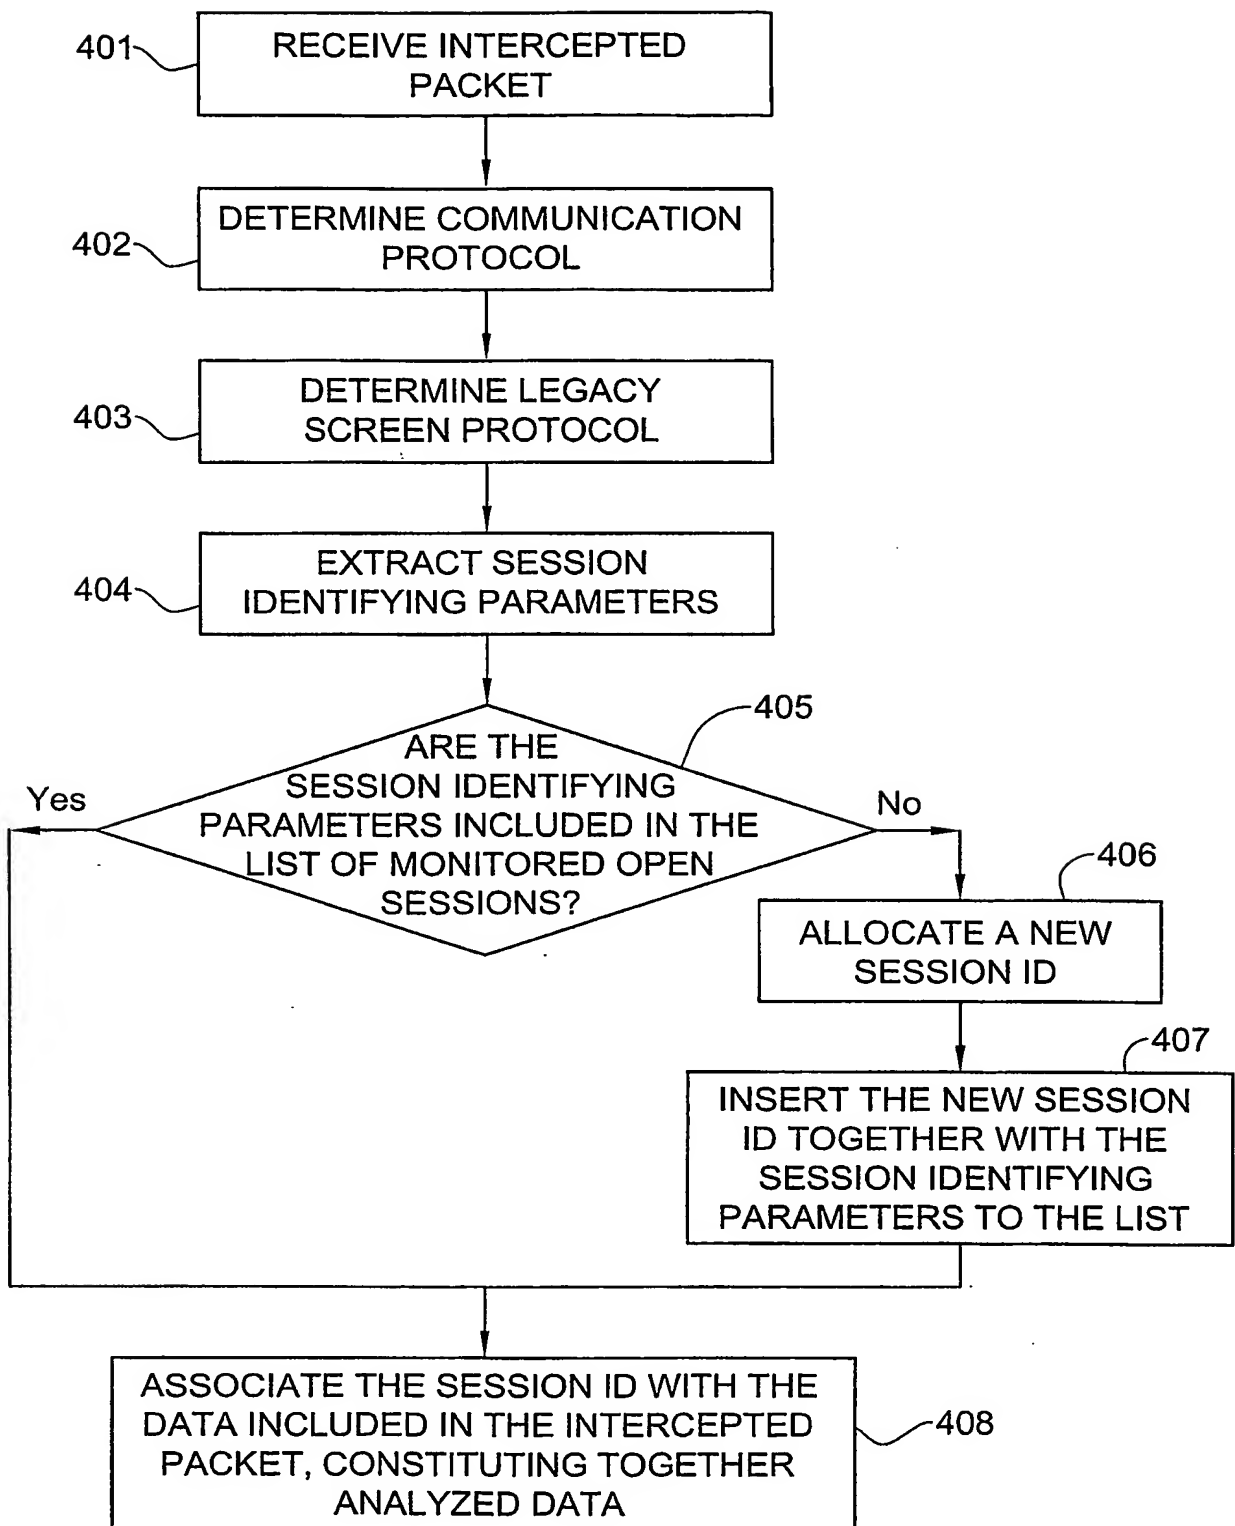 401
RECEIVE INTERCEPTED
PACKET
402
DETERMINE COMMUNICATION
PROTOCOL
403
DETERMINE LEGACY
SCREEN PROTOCOL
404
EXTRACT SESSION
IDENTIFYING PARAMETERS
405
ARE THE
SESSION IDENTIFYING
PARAMETERS INCLUDED IN THE
LIST OF MONITORED OPEN
SESSIONS?
Yes
No
406
ALLOCATE A NEW
SESSION ID
407
INSERT THE NEW SESSION
ID TOGETHER WITH THE
SESSION IDENTIFYING
PARAMETERS TO THE LIST
ASSOCIATE THE SESSION ID WITH THE
DATA INCLUDED IN THE INTERCEPTED
PACKET, CONSTITUTING TOGETHER
ANALYZED DATA
408